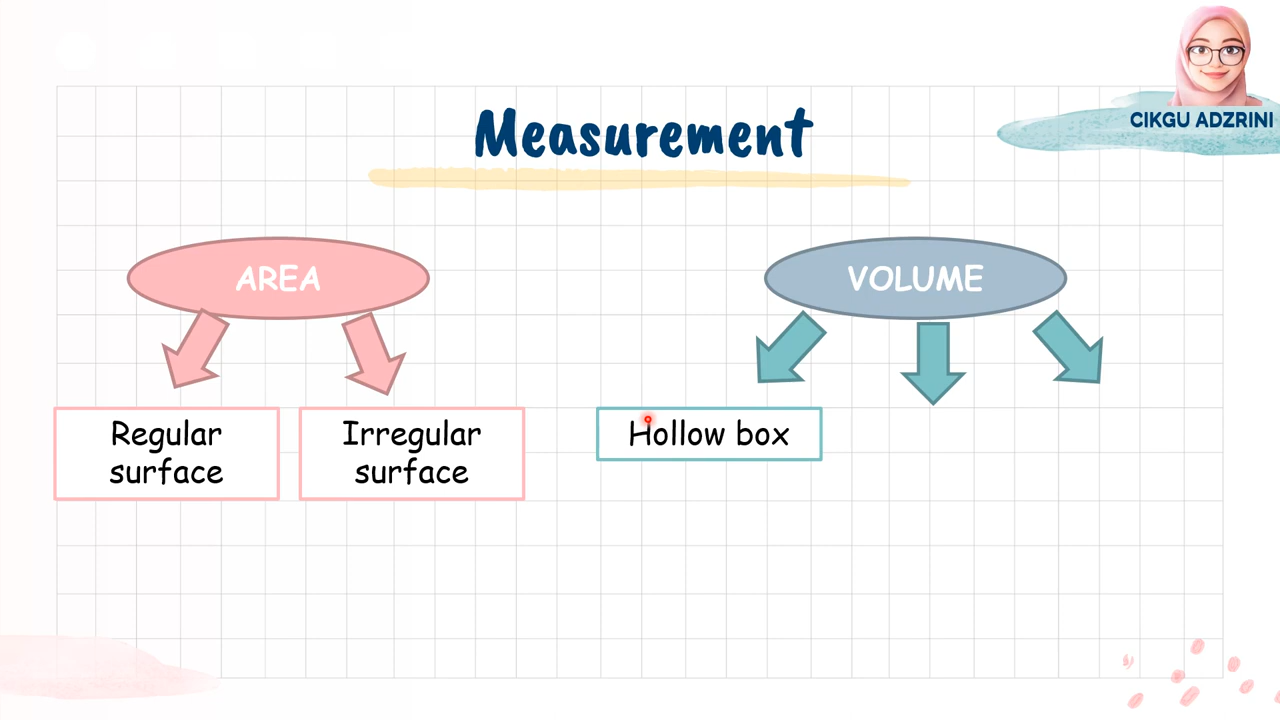 CIKGU ADZRINI
Measurement
AREA
VOLUME
Regular
surface
Irregular
surface
Hollow box